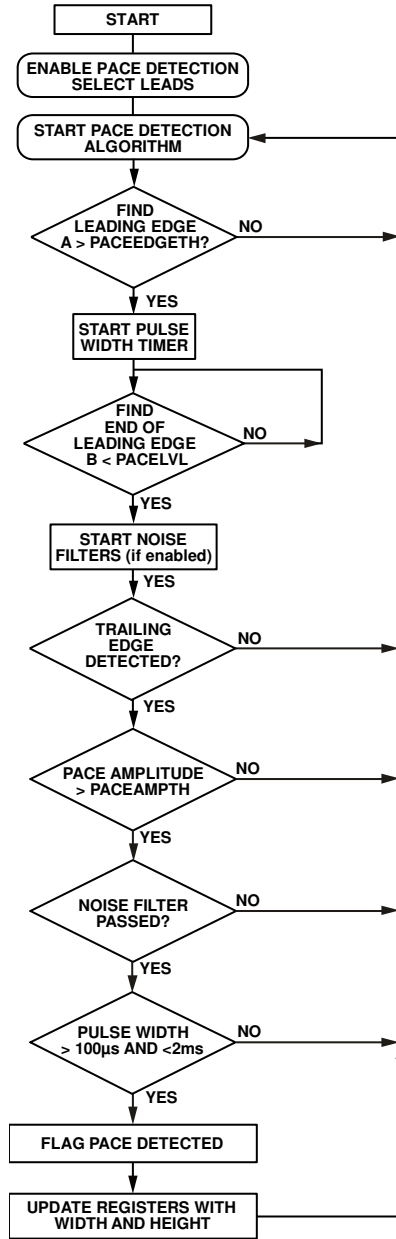 START
ENABLE PACE DETECTION
SELECT LEADS
START PACE DETECTION
ALGORITHM
FIND
LEADING EDGE
A > PACEEDGETH?
NO
YES
START PULSE
WIDTH TIMER
FIND
END OF
LEADING EDGE
B < PACELVL
NO
YES
START NOISE
FILTERS (if enabled)
YES
TRAILING
EDGE
DETECTED?
NO
YES
PACE AMPLITUDE
> PACEAMPTH
NO
YES
NOISE FILTER
PASSED?
NO
YES
PULSE WIDTH
> 100µs AND <2ms
NO
YES
FLAG PACE DETECTED
UPDATE REGISTERS WITH
WIDTH AND HEIGHT